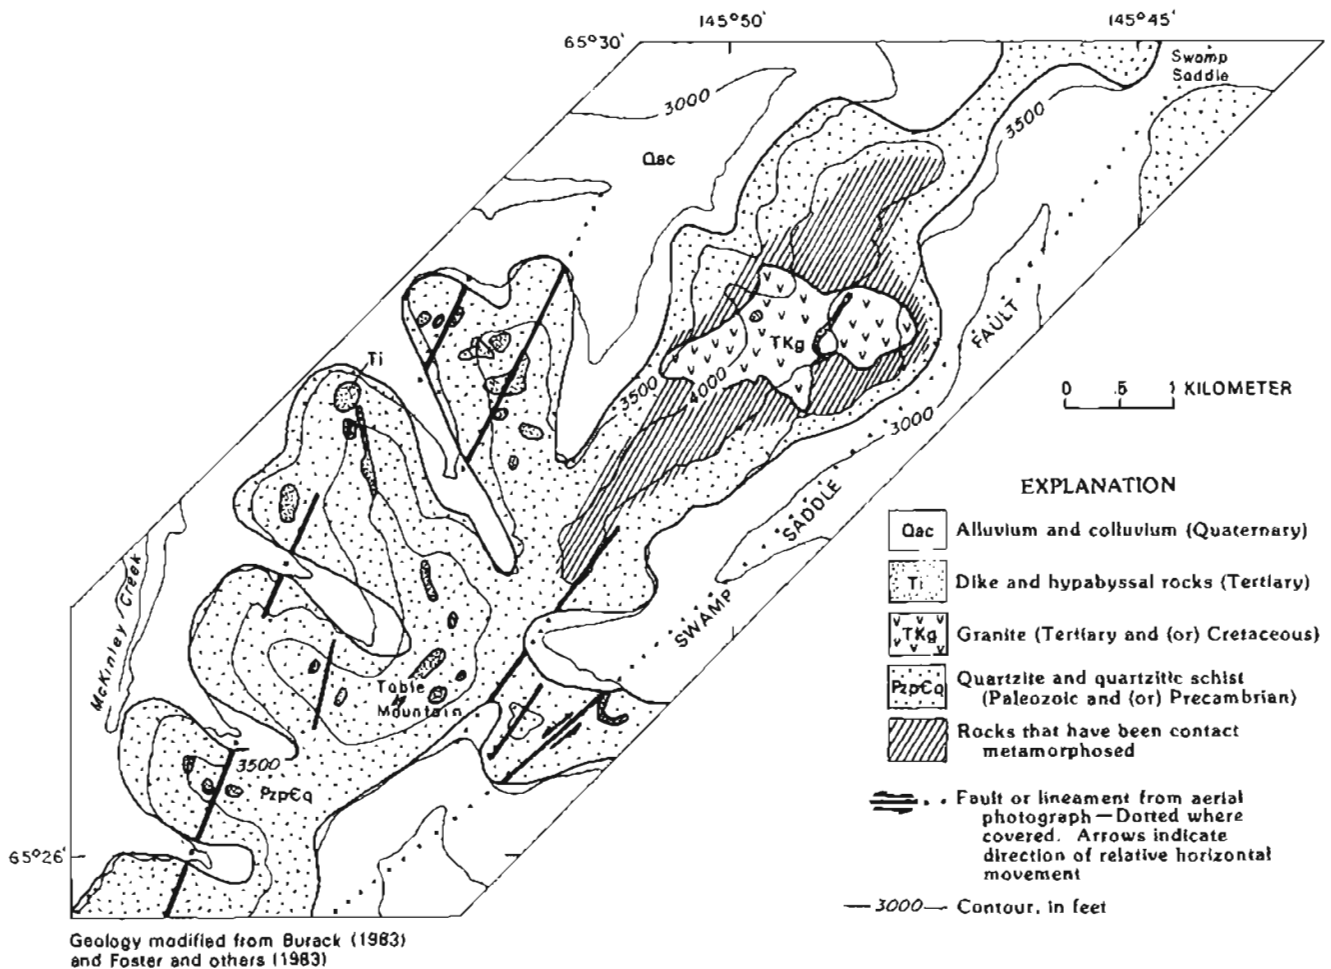 145°50'
145°45'
65°30'
Swamp
Saddle
3000
3500
Qac
FAULT
TKg
Ti
3500
4000
3000
0 .5 1 KILOMETER
SADDLE
EXPLANATION
Qac Alluvium and colluvium (Quaternary)
Ti Dike and hypabyssal rocks (Tertiary)
TKg Granite (Tertiary and (or) Cretaceous)
PzpЄq Quartzite and quartzitic schist
(Paleozoic and (or) Precambrian)
Rocks that have been contact
metamorphosed
Fault or lineament from aerial
photograph—Dotted where
covered. Arrows indicate
direction of relative horizontal
movement
3000 Contour, in feet
SWAMP
McKinley Creek
Table
Mountain
3500
PzpЄq
65°26'
Geology modified from Burack (1983)
and Foster and others (1983)